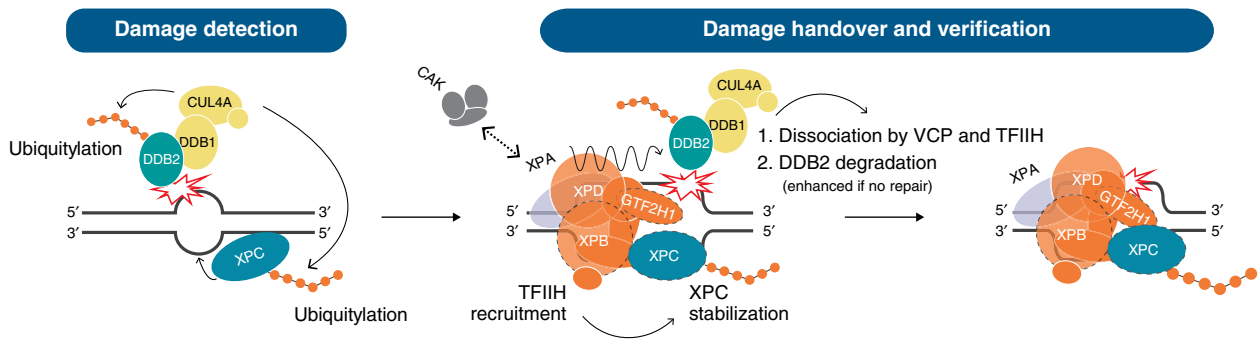 Damage detection
Damage handover and verification
CUL4A
DDB1
DDB2
Ubiquitylation
5′
3′
3′
5′
XPC
Ubiquitylation
CAK
CUL4A
DDB1
DDB2
1. Dissociation by VCP and TFIIH
2. DDB2 degradation
(enhanced if no repair)
XPA
XPD
GTF2H1
5′
3′
3′
5′
XPB
XPC
TFIIH
recruitment
XPC
stabilization
XPA
XPD
GTF2H1
5′
3′
3′
5′
XPB
XPC